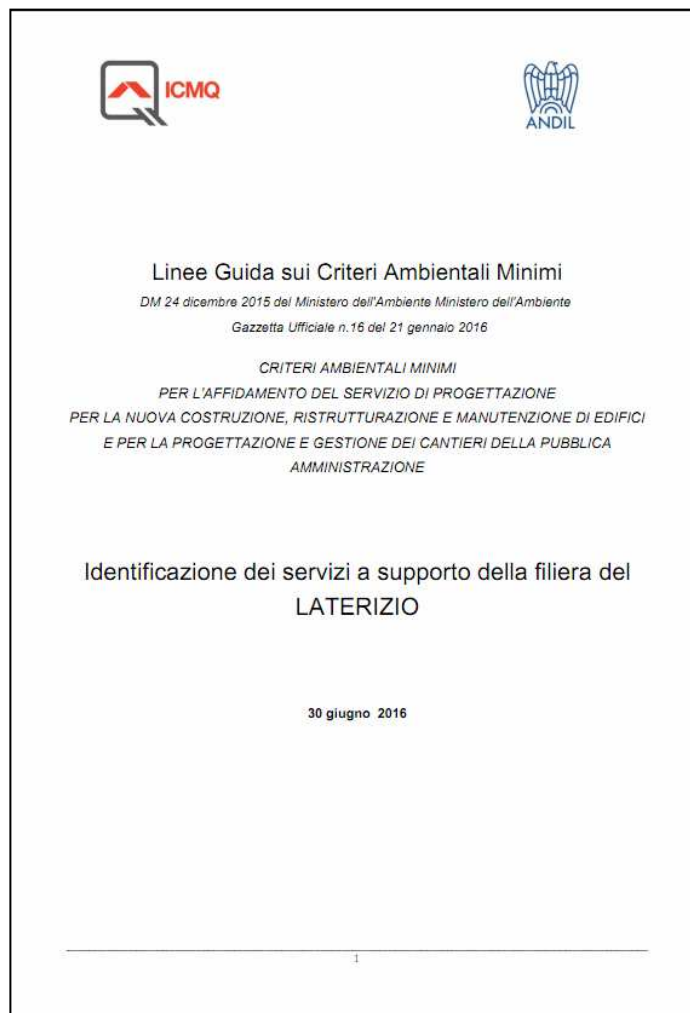 ICMQ
ANDIL
Linee Guida sui Criteri Ambientali Minimi
DM 24 dicembre 2015 del Ministero dell'Ambiente Ministero dell'Ambiente
Gazzetta Ufficiale n.16 del 21 gennaio 2016
CRITERI AMBIENTALI MINIMI
PER L'AFFIDAMENTO DEL SERVIZIO DI PROGETTAZIONE
PER LA NUOVA COSTRUZIONE, RISTRUTTURAZIONE E MANUTENZIONE DI EDIFICI
E PER LA PROGETTAZIONE E GESTIONE DEI CANTIERI DELLA PUBBLICA
AMMINISTRAZIONE
Identificazione dei servizi a supporto della filiera del
LATERIZIO
30 giugno 2016
1